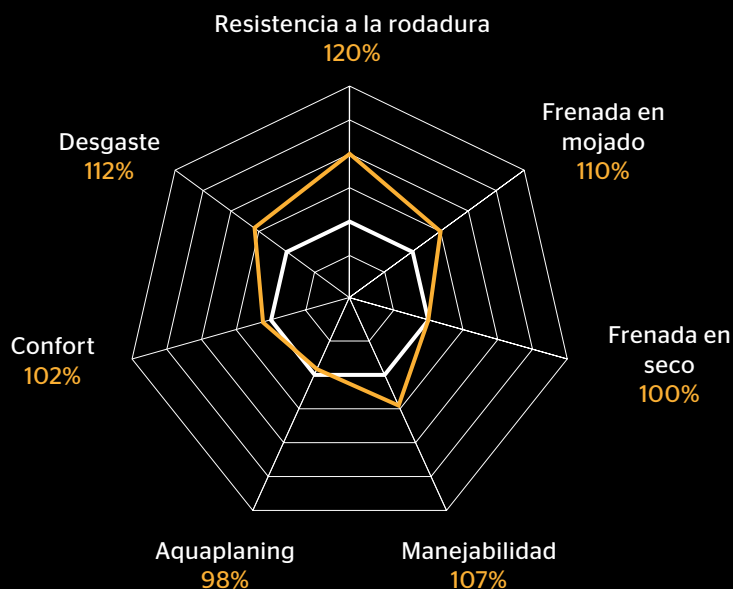 Resistencia a la rodadura
120%
Frenada en
mojado
110%
Frenada en
seco
100%
Manejabilidad
107%
Aquaplaning
98%
Confort
102%
Desgaste
112%